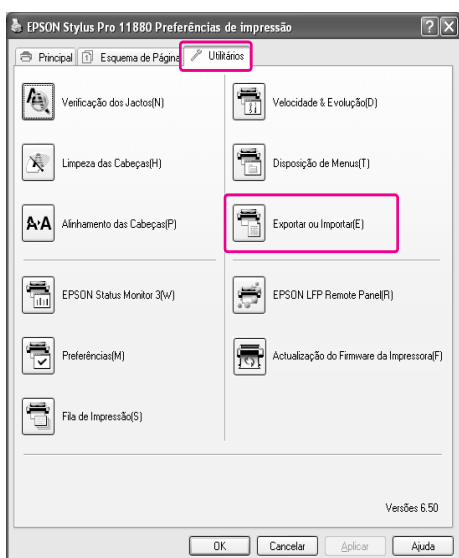 EPSON Stylus Pro 11880 Preferências de impressão
Principal Esquema de Página Utilitários
Verificação dos Jactos(N)
Velocidade & Evolução(D)
Limpeza das Cabeças(H)
Disposição de Menus(T)
Alinhamento das Cabeças(P)
Exportar ou Importar(E)
EPSON Status Monitor 3(W)
EPSON LFP Remote Panel(R)
Preferências(M)
Actualização do Firmware da Impressora(F)
Fila de Impressão(S)
Versões 6.50
OK Cancelar Aplicar Ajuda